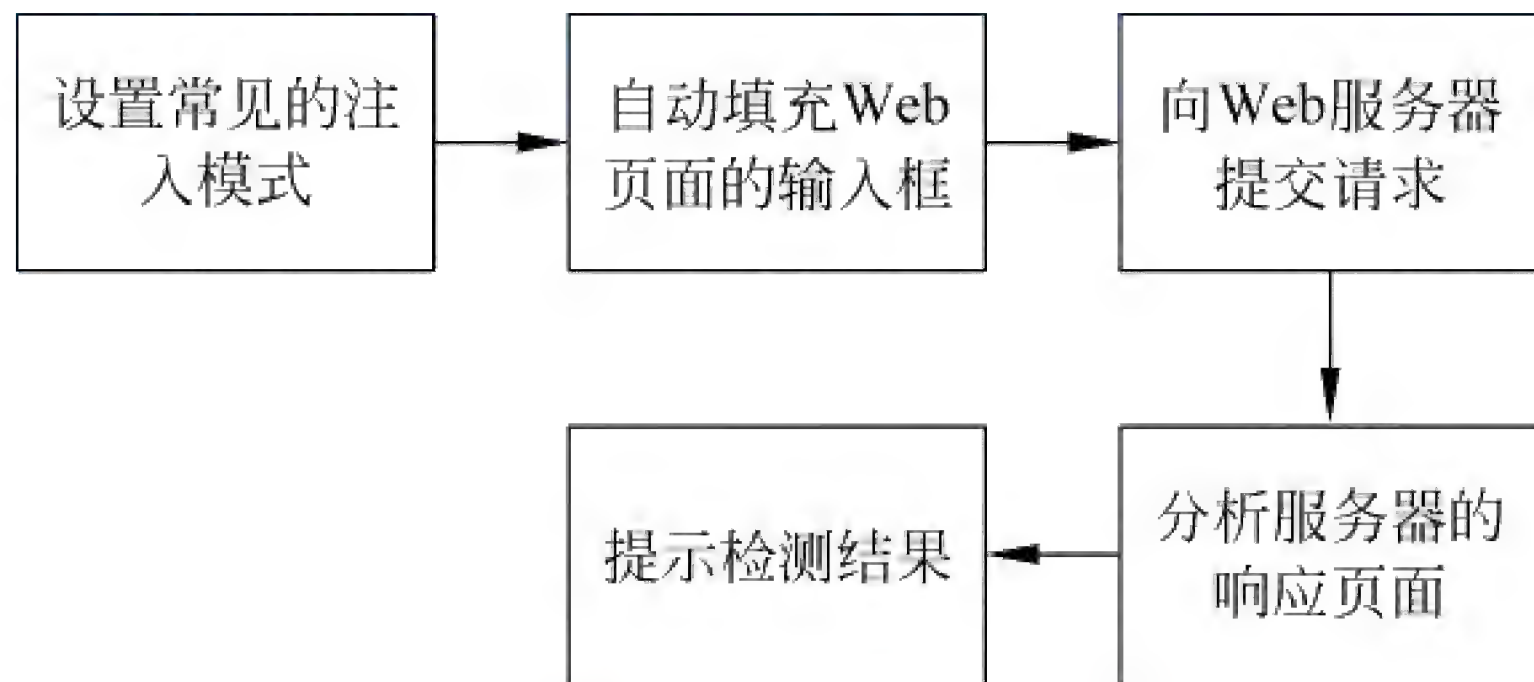 设置常见的注
入模式
自动填充Web
页面的输入框
向Web服务器
提交请求
分析服务器的
响应页面
提示检测结果